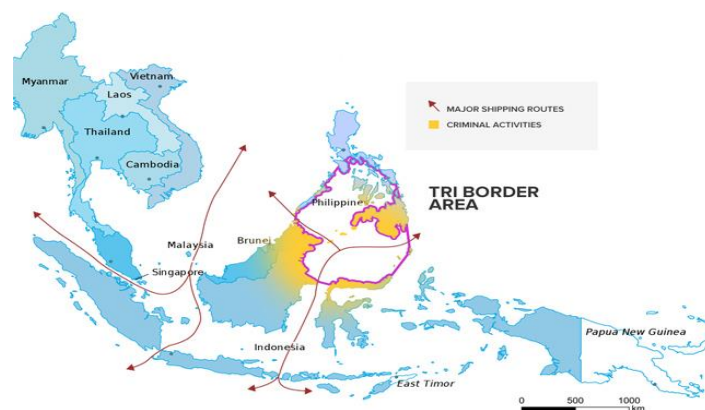 Myanmar
Vietnam
Laos
Thailand
Cambodia
MAJOR SHIPPING ROUTES
CRIMINAL ACTIVITIES
TRI BORDER
AREA
Philippine
Malaysia
Brunei
Singapore
Indonesia
Papua New Guinea
East Timor
0 500 1000
km